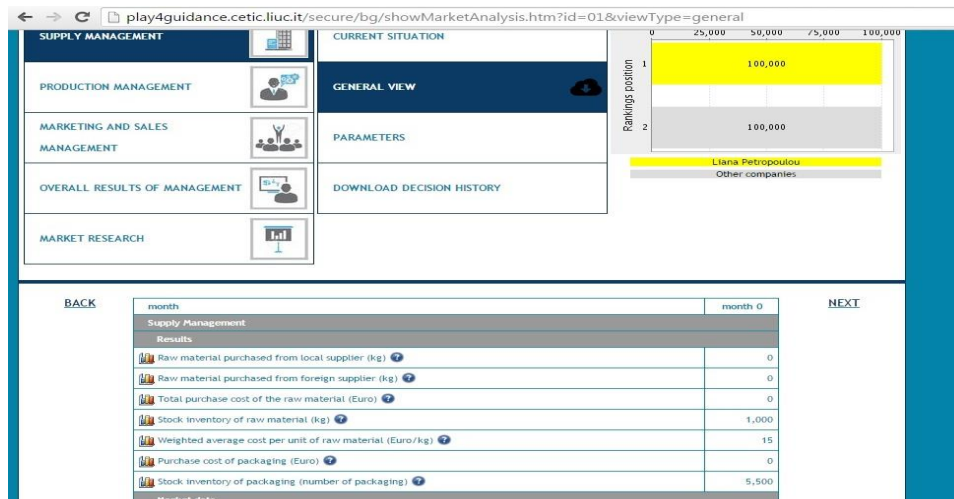 play4guidance.cetic.liuc.it/secure/bg/showMarketAnalysis.htm?id=01&viewType=general
SUPPLY MANAGEMENT
PRODUCTION MANAGEMENT
MARKETING AND SALES
MANAGEMENT
OVERALL RESULTS OF MANAGEMENT
MARKET RESEARCH
CURRENT SITUATION
GENERAL VIEW
PARAMETERS
DOWNLOAD DECISION HISTORY
0 25,000 50,000 75,000 100,000
Rankings position
1 100,000
2 100,000
Liana Petropoulou
Other companies
BACK
NEXT
month month 0
Supply Management
Results
Raw material purchased from local supplier (kg) ? 0
Raw material purchased from foreign supplier (kg) ? 0
Total purchase cost of the raw material (Euro) ? 0
Stock inventory of raw material (kg) ? 1,000
Weighted average cost per unit of raw material (Euro/kg) ? 15
Purchase cost of packaging (Euro) ? 0
Stock inventory of packaging (number of packaging) ? 5,500
Market data